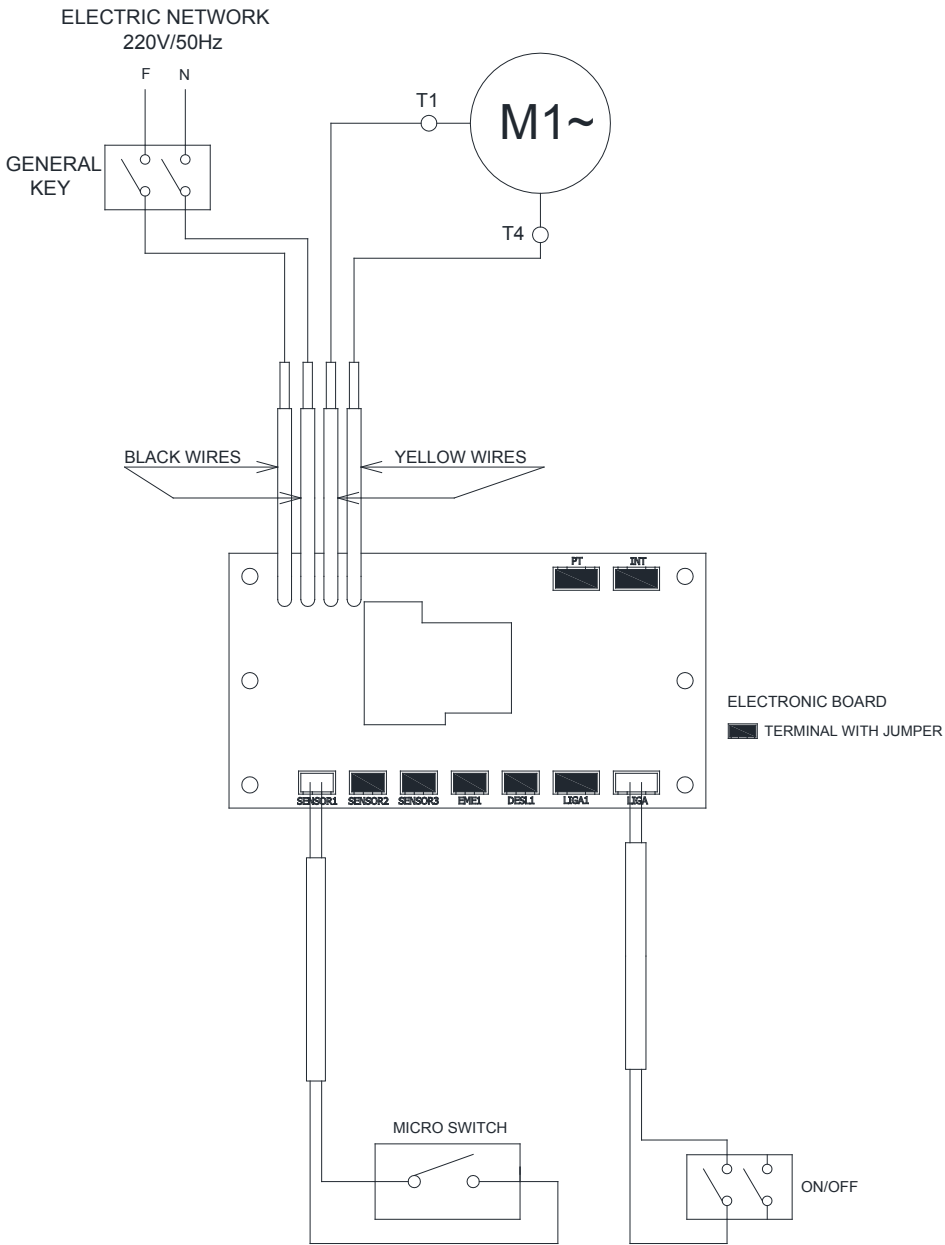 ELECTRIC NETWORK
220V/50Hz
F N
GENERAL
KEY
T1
M1~
T4
BLACK WIRES
YELLOW WIRES
PT
INT
ELECTRONIC BOARD
TERMINAL WITH JUMPER
SENSOR1 SENSOR2 SENSOR3 EME1 DESL1 LIGA1 LIGA
MICRO SWITCH
ON/OFF